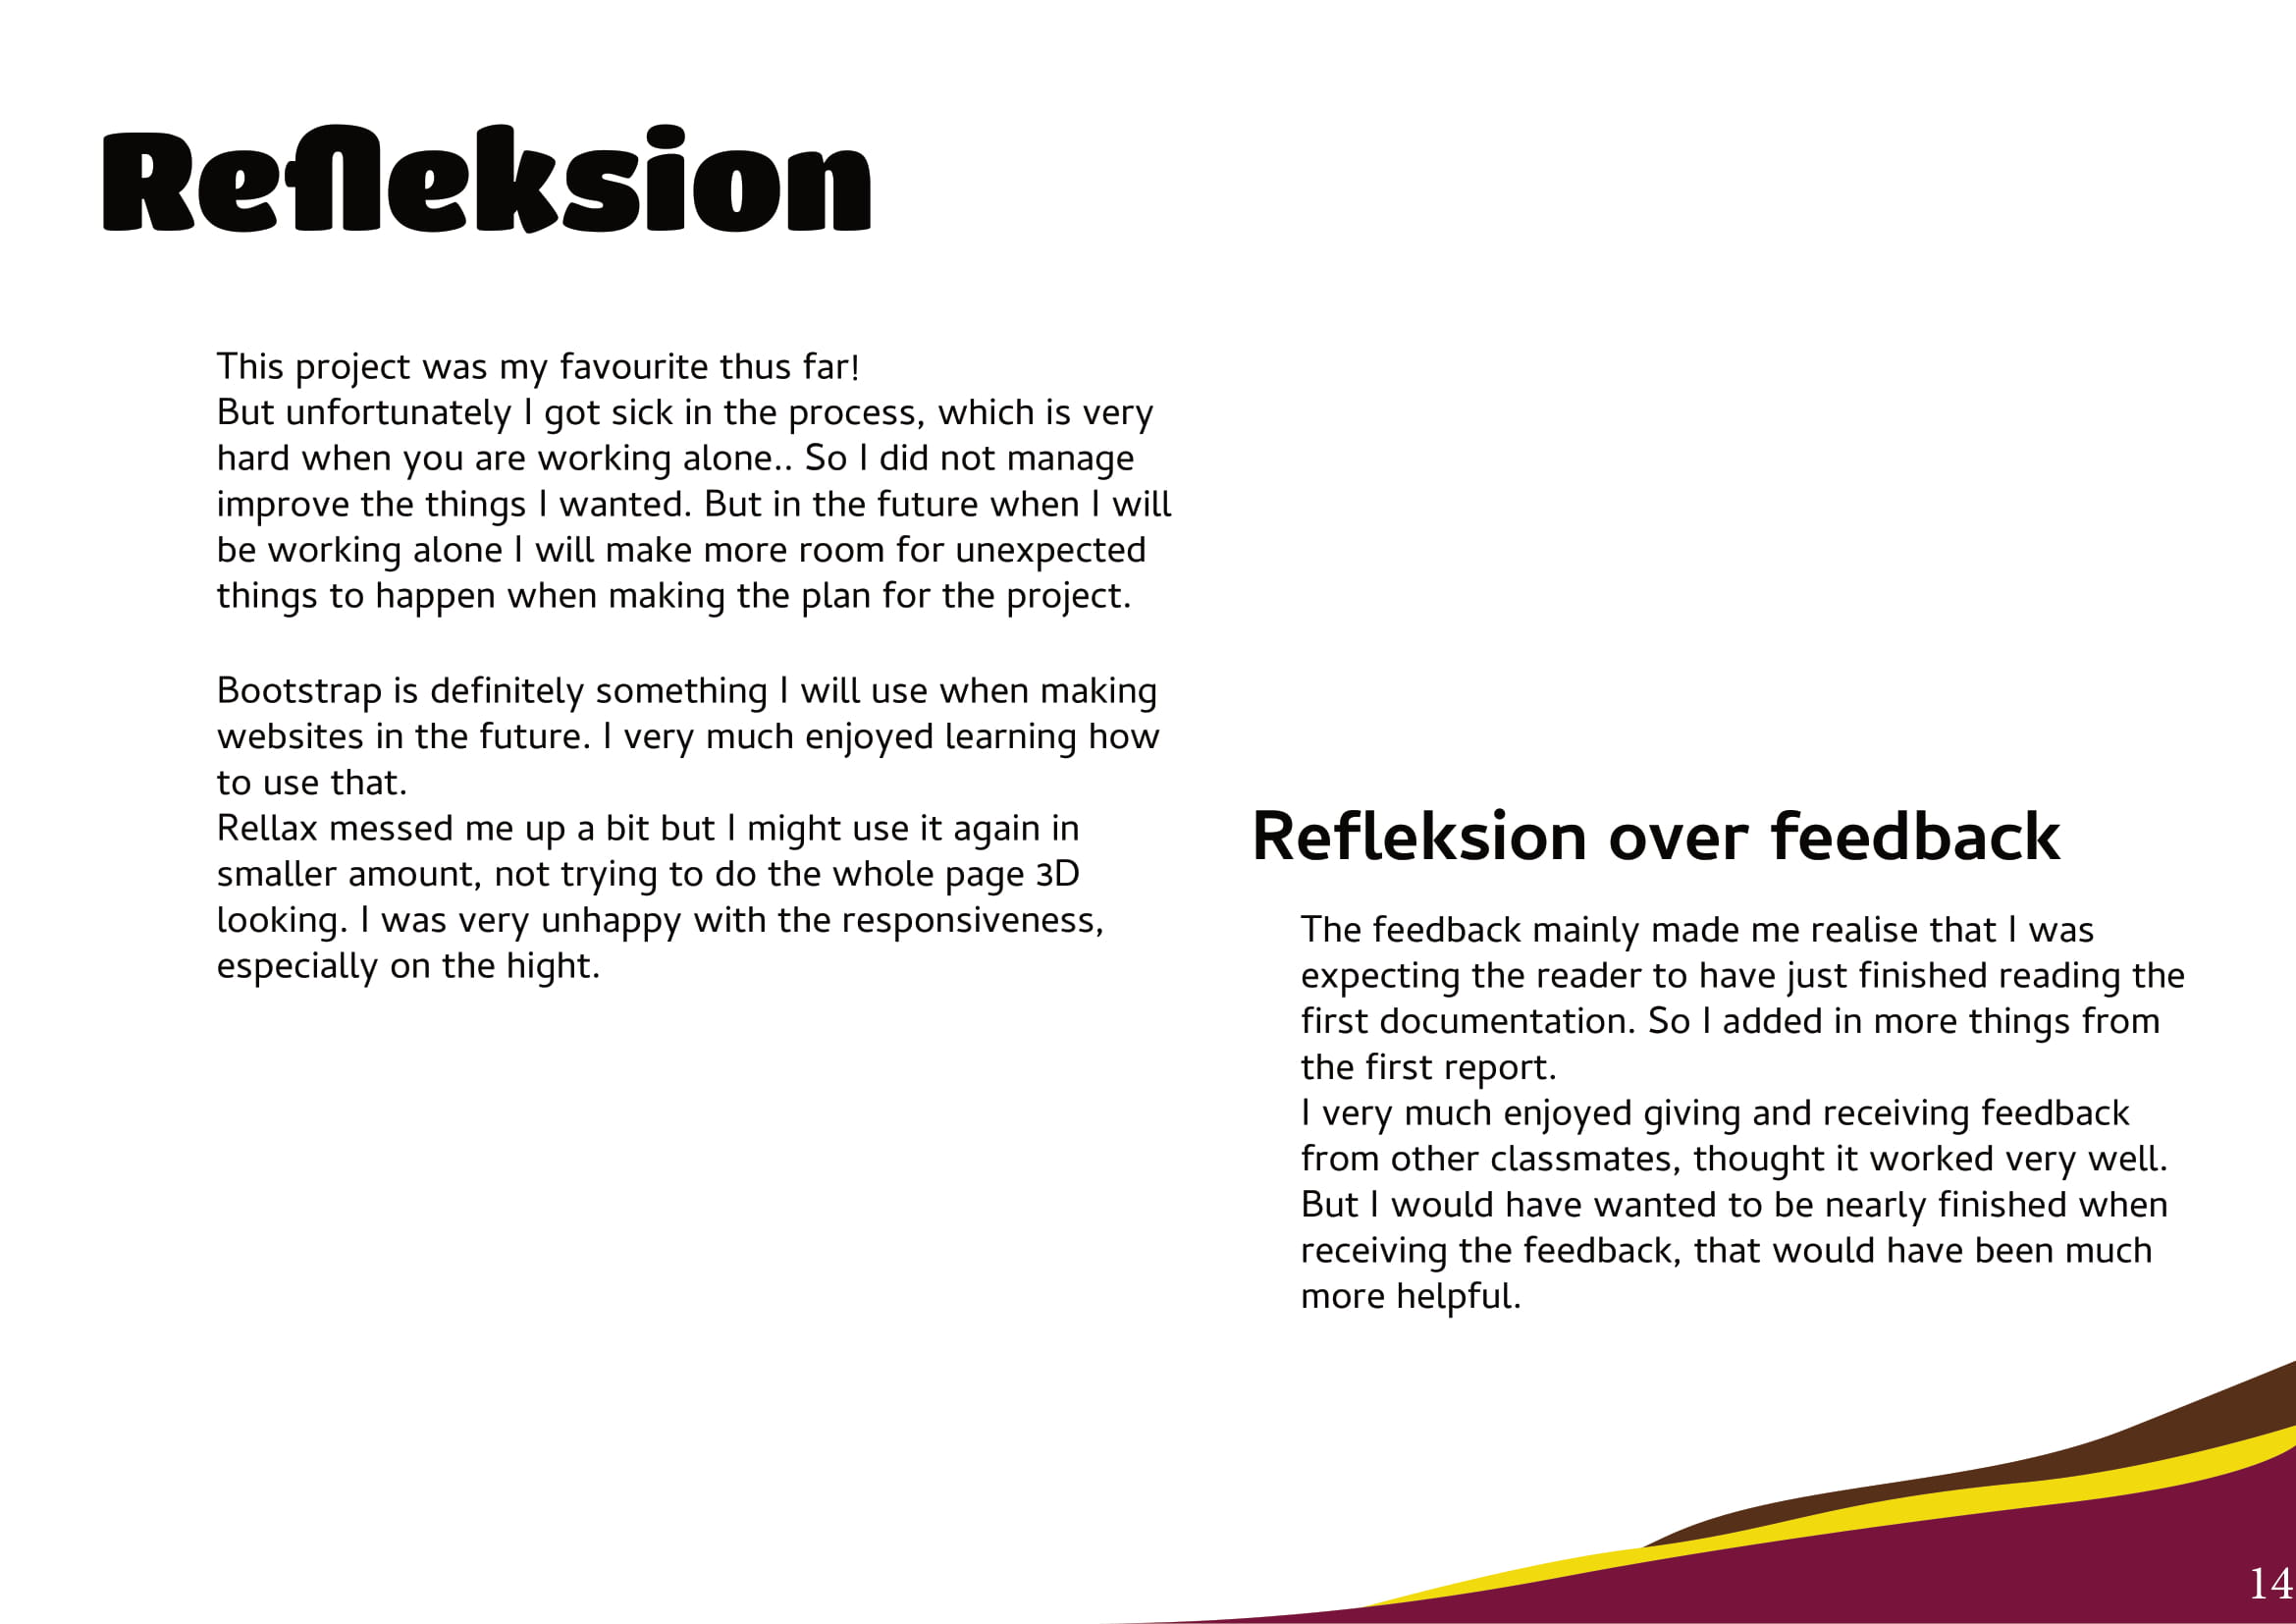 Refleksion
This project was my favourite thus far!
But unfortunately I got sick in the process, which is very
hard when you are working alone.. So I did not manage
improve the things I wanted. But in the future when I will
be working alone I will make more room for unexpected
things to happen when making the plan for the project.
Bootstrap is definitely something I will use when making
websites in the future. I very much enjoyed learning how
to use that.
Rellax messed me up a bit but I might use it again in
smaller amount, not trying to do the whole page 3D
looking. I was very unhappy with the responsiveness,
especially on the hight.
Refleksion over feedback
The feedback mainly made me realise that I was
expecting the reader to have just finished reading the
first documentation. So I added in more things from
the first report.
I very much enjoyed giving and receiving feedback
from other classmates, thought it worked very well.
But I would have wanted to be nearly finished when
receiving the feedback, that would have been much
more helpful.
14